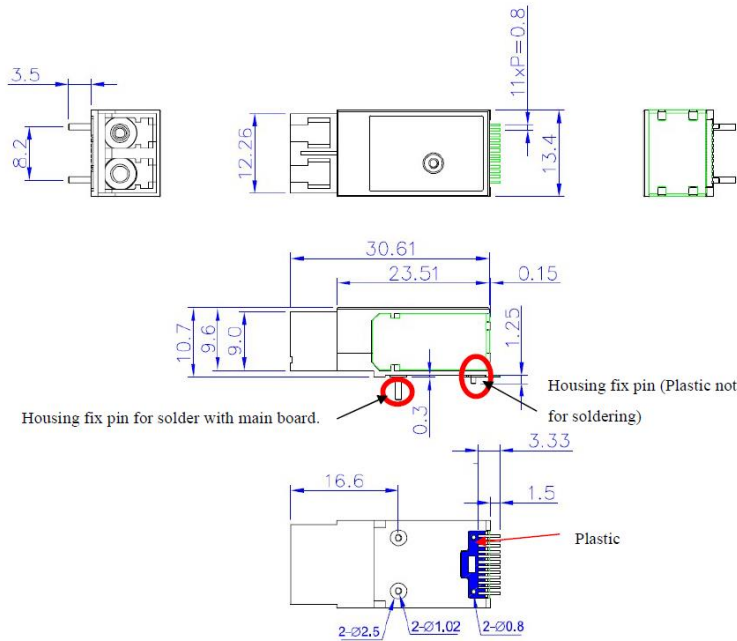 3.5
8.2
12.26
11xP=0.8
13.4
30.61
23.51
0.15
10.7
9.6
9.0
1.25
0.3
Housing fix pin for solder with main board.
Housing fix pin (Plastic not
for soldering)
3.33
16.6
1.5
Plastic
2-Ø2.5
2-Ø1.02
2-Ø0.8